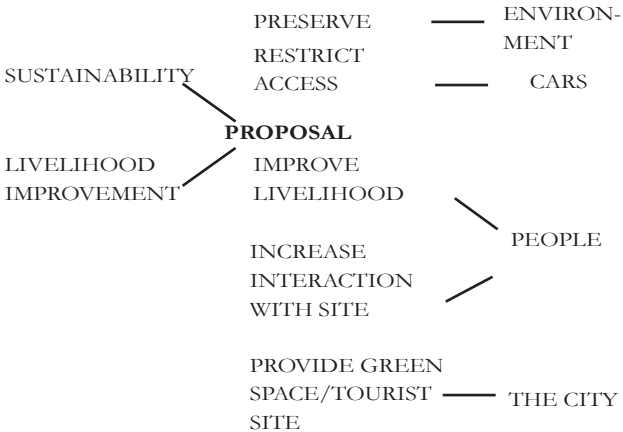 PRESERVE
ENVIRON-
MENT
RESTRICT
ACCESS
CARS
SUSTAINABILITY
PROPOSAL
LIVELIHOOD
IMPROVEMENT
IMPROVE
LIVELIHOOD
PEOPLE
INCREASE
INTERACTION
WITH SITE
PROVIDE GREEN
SPACE/TOURIST
SITE
THE CITY